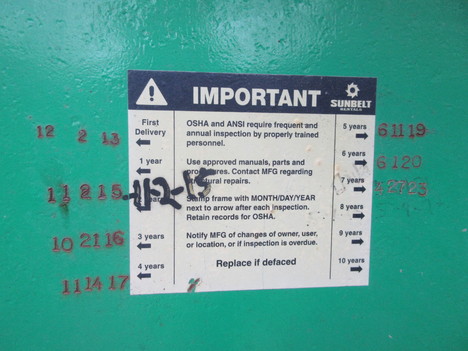 IMPORTANT
SUNBELT
RENTALS
First
Delivery
OSHA and ANSI require frequent and
annual inspection by properly trained
personnel.
5 years
12 2 13
6 11 19
1 year
Use approved manuals, parts and
procedures. Contact MFG regarding
structural repairs.
6 years
6 1 20
7 years
11 2 15
Stamp frame with MONTH/DAY/YEAR
next to arrow after each inspection.
Retain records for OSHA.
8 years
3 years
10 21 16
Notify MFG of changes of owner, user,
or location, or if inspection is overdue.
9 years
4 years
11 14 17
Replace if defaced
10 years